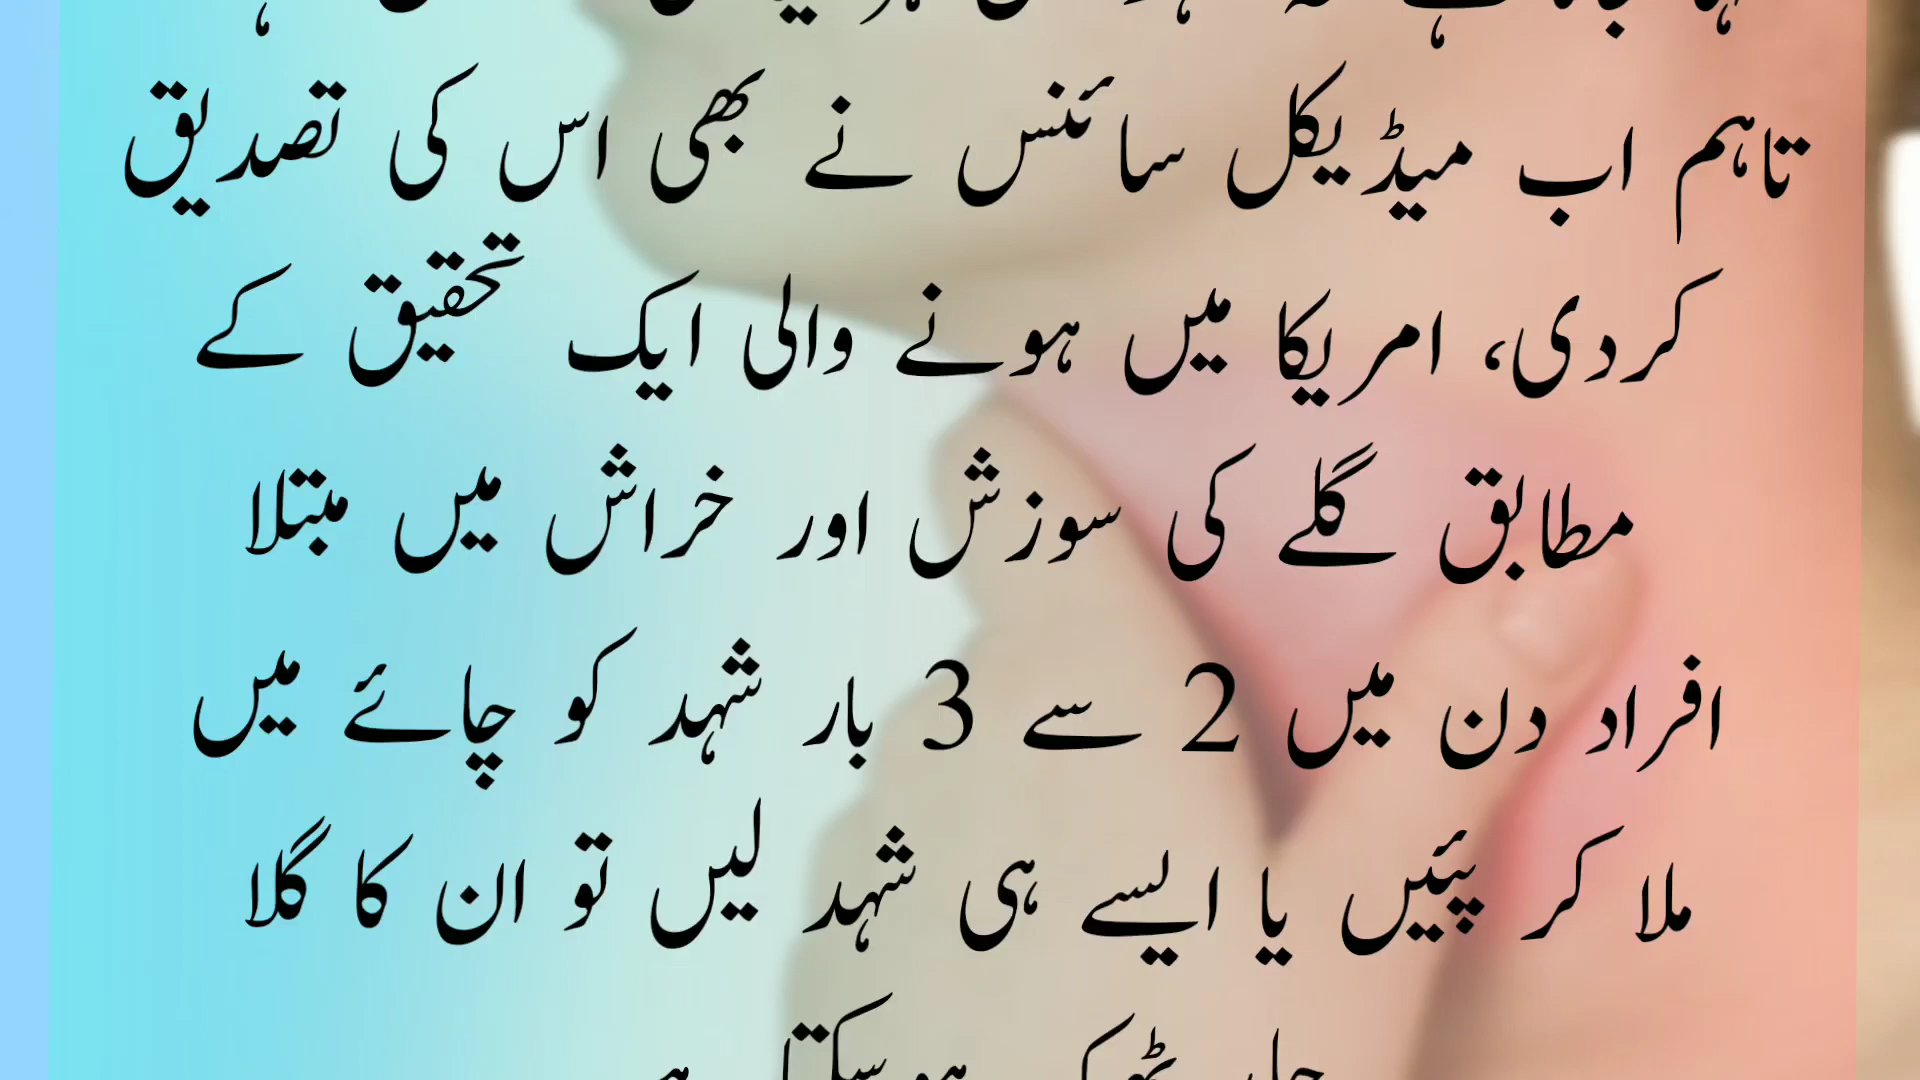 تاہم اب میڈیکل سائنس نے بھی اس کی تصدیق
کردی، امریکا میں ہونے والی ایک تحقیق کے
مطابق گلے کی سوزش اور خراش میں مبتلا
افراد دن میں 2 سے 3 بار شہد کو چائے میں
ملا کر پئیں یا ایسے ہی شہد لیں تو ان کا گلا